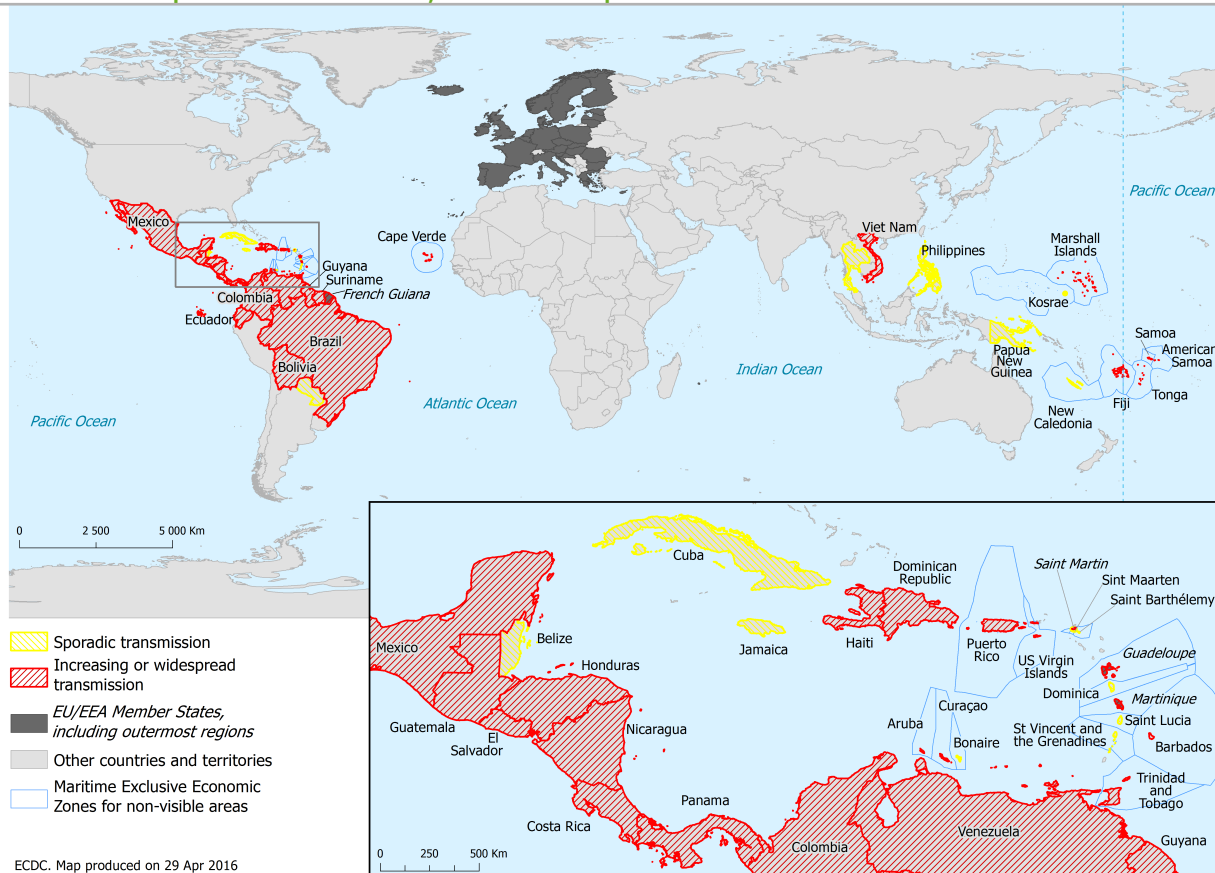 Pacific Ocean
Mexico
Cape Verde
Viet Nam
Philippines
Marshall
Islands
Guyana
Suriname
French Guiana
Colombia
Ecuador
Kosrae
Brazil
Bolivia
Papua
New
Guinea
Samoa
American
Samoa
Indian Ocean
Atlantic Ocean
Pacific Ocean
New
Caledonia
Fiji
Tonga
0 2 500 5 000 Km
Cuba
Dominican
Republic
Saint Martin
Sint Maarten
Saint Barthélemy
Mexico
Belize
Jamaica
Haiti
Puerto
Rico
US Virgin
Islands
Guadeloupe
Honduras
Dominica
Martinique
Guatemala
El
Salvador
Nicaragua
Aruba
Curaçao
Bonaire
St Vincent and
the Grenadines
Saint Lucia
Barbados
Trinidad
and
Tobago
Panama
Costa Rica
Colombia
Venezuela
Guyana
0 250 500 Km
Sporadic transmission
Increasing or widespread
transmission
EU/EEA Member States,
including outermost regions
Other countries and territories
Maritime Exclusive Economic
Zones for non-visible areas
ECDC. Map produced on 29 Apr 2016